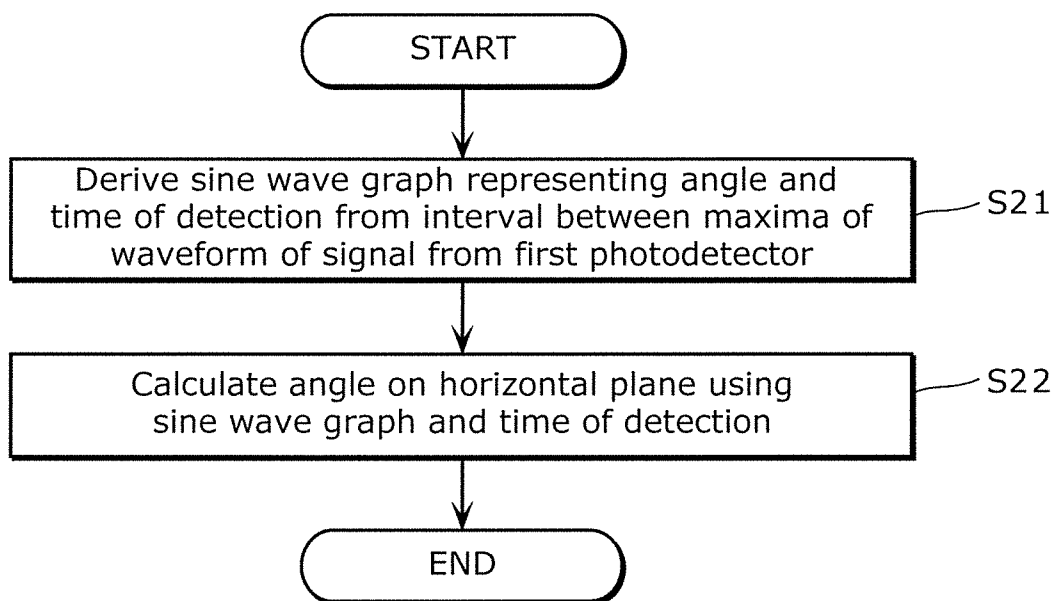 START
Derive sine wave graph representing angle and
time of detection from interval between maxima of
waveform of signal from first photodetector
S21
Calculate angle on horizontal plane using
sine wave graph and time of detection
S22
END